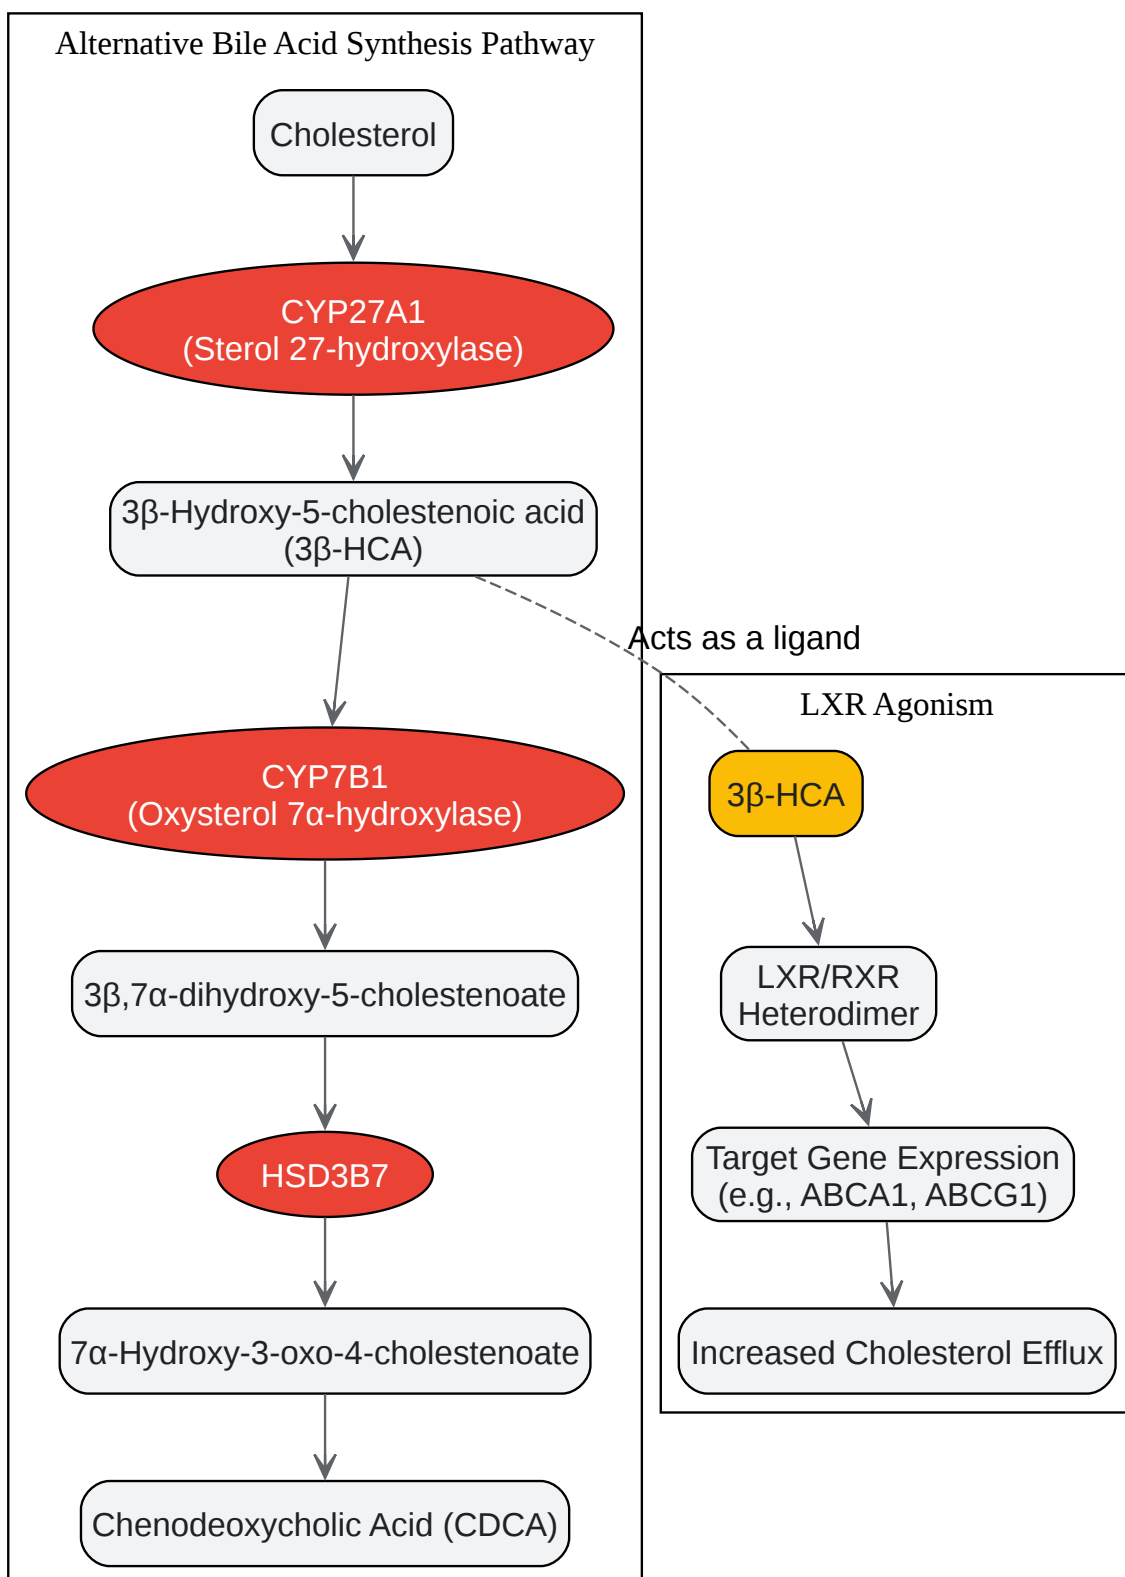 Alternative Bile Acid Synthesis Pathway
Cholesterol
CYP27A1
(Sterol 27-hydroxylase)
3β-Hydroxy-5-cholestenoic acid
(3β-HCA)
Acts as a ligand
CYP7B1
(Oxysterol 7α-hydroxylase)
3β,7α-dihydroxy-5-cholestenoate
HSD3B7
7α-Hydroxy-3-oxo-4-cholestenoate
Chenodeoxycholic Acid (CDCA)
LXR Agonism
3β-HCA
LXR/RXR
Heterodimer
Target Gene Expression
(e.g., ABCA1, ABCG1)
Increased Cholesterol Efflux